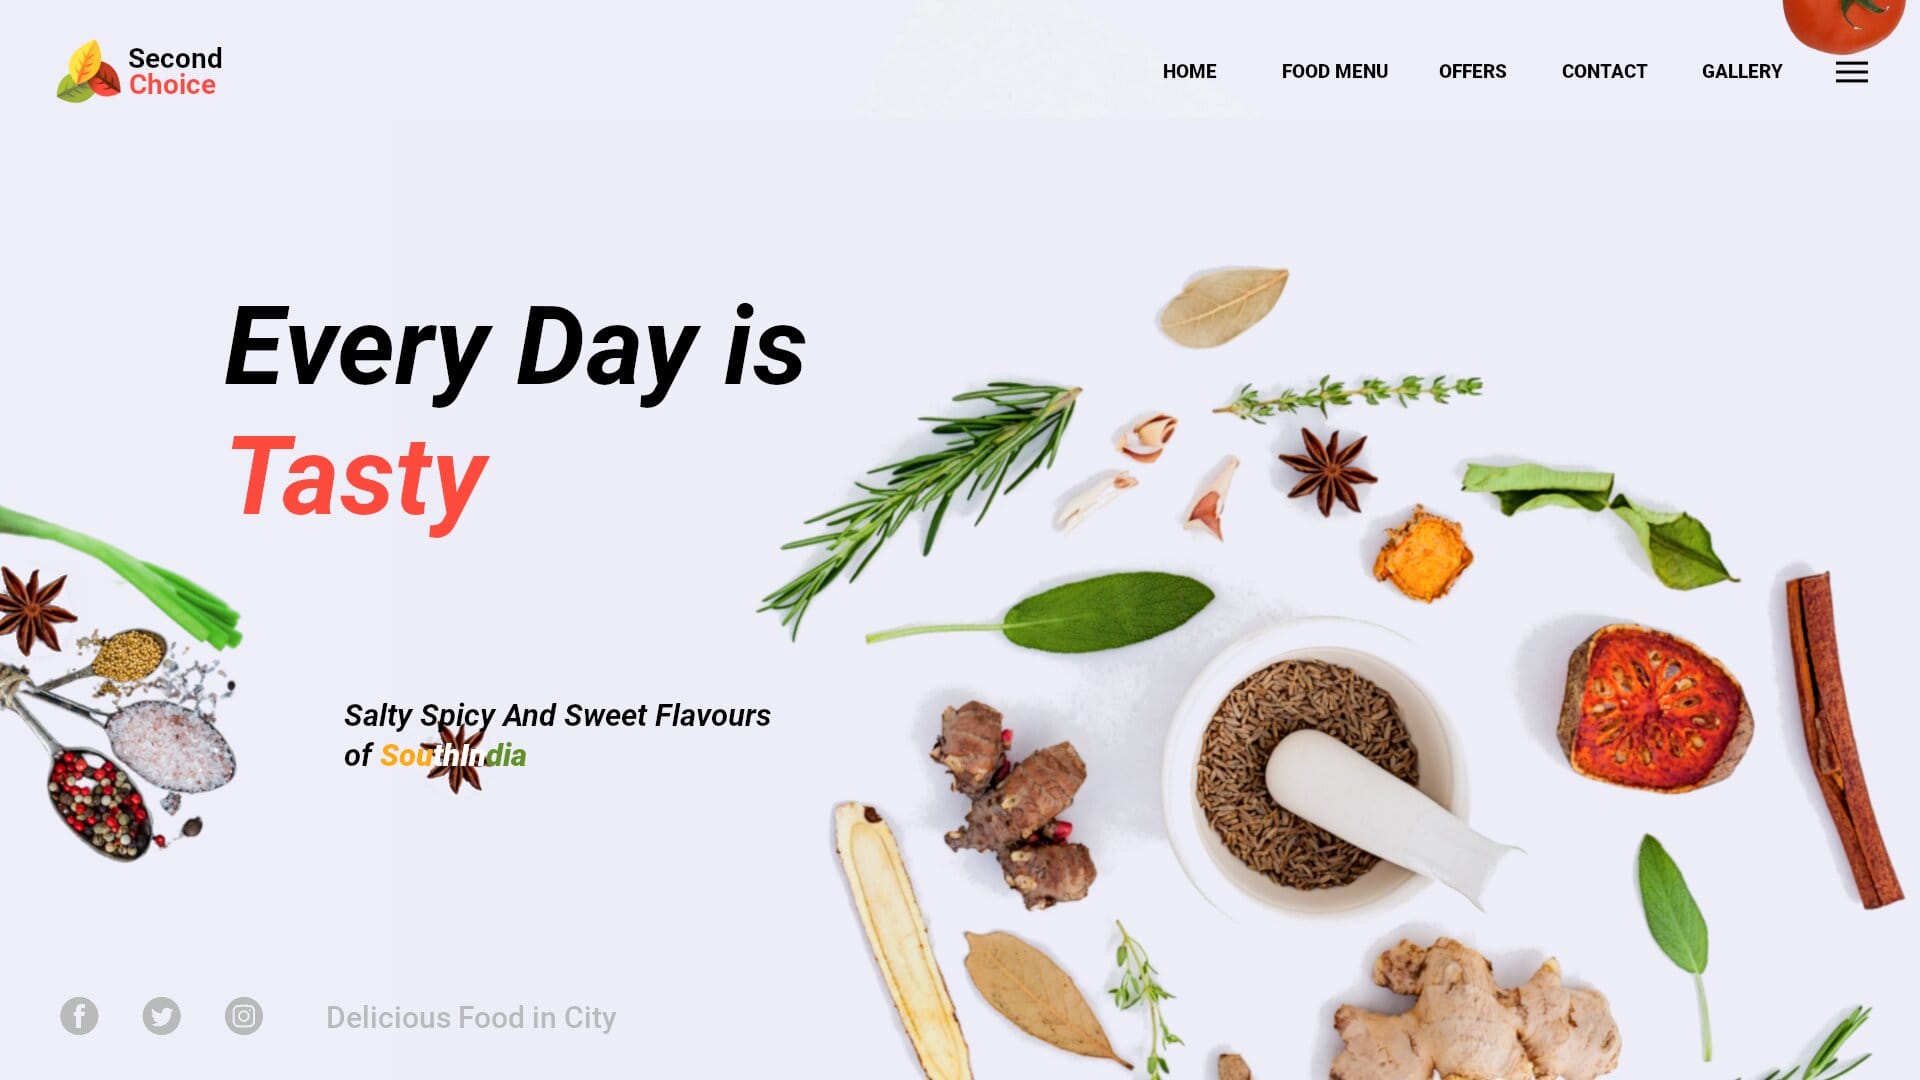 Second
Choice
HOME FOOD MENU OFFERS CONTACT GALLERY
Every Day is
Tasty
Salty Spicy And Sweet Flavours
of SouthIndia
Delicious Food in City